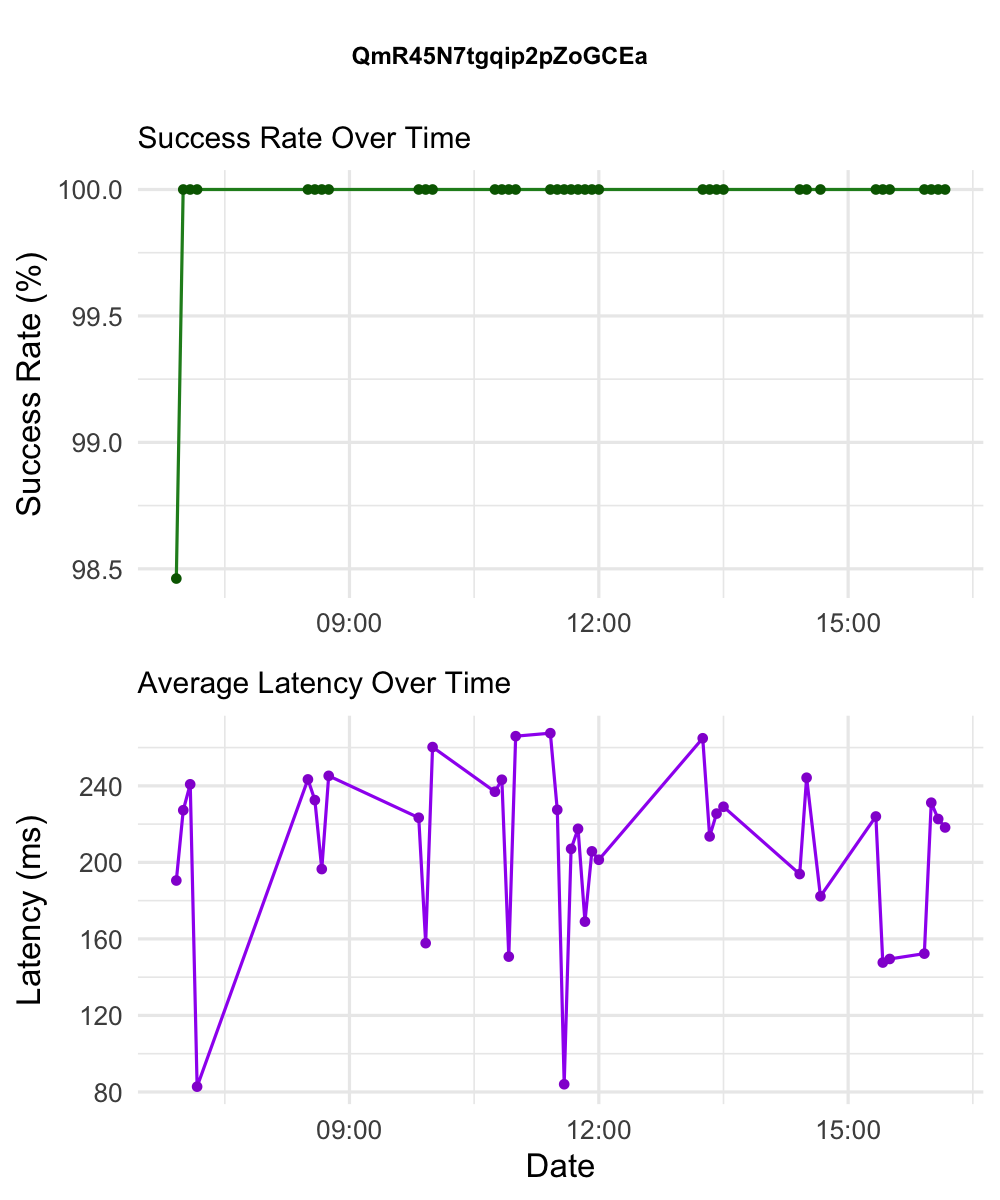 QmR45N7tgqip2pZoGCEa
Success Rate Over Time
Success Rate (%)
100.0
99.5
99.0
98.5
09:00 12:00 15:00
Average Latency Over Time
Latency (ms)
240
200
160
120
80
09:00 12:00 15:00
Date